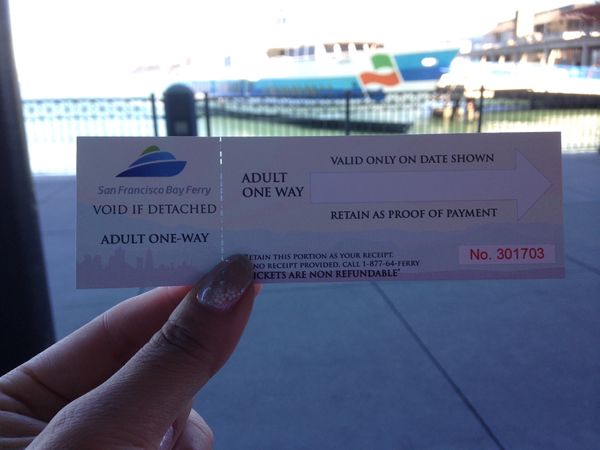 San Francisco Bay Ferry
VOID IF DETACHED
ADULT ONE-WAY
ADULT
ONE WAY
VALID ONLY ON DATE SHOWN
RETAIN AS PROOF OF PAYMENT
RETAIN THIS PORTION AS YOUR RECEIPT.
NO RECEIPT PROVIDED, CALL 1-877-64-FERRY
TICKETS ARE NON REFUNDABLE*
No. 301703